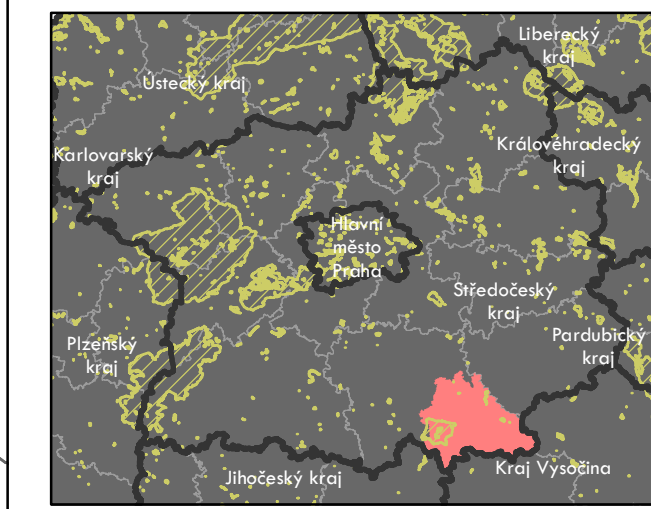 Liberecký
kraj
Ústecký kraj
Karlovarský
kraj
Královéhradecký
kraj
Hlavní
město
Praha
Středočeský
kraj
Plzeňský
kraj
Pardubický
kraj
Jihočeský kraj
Kraj Vysočina